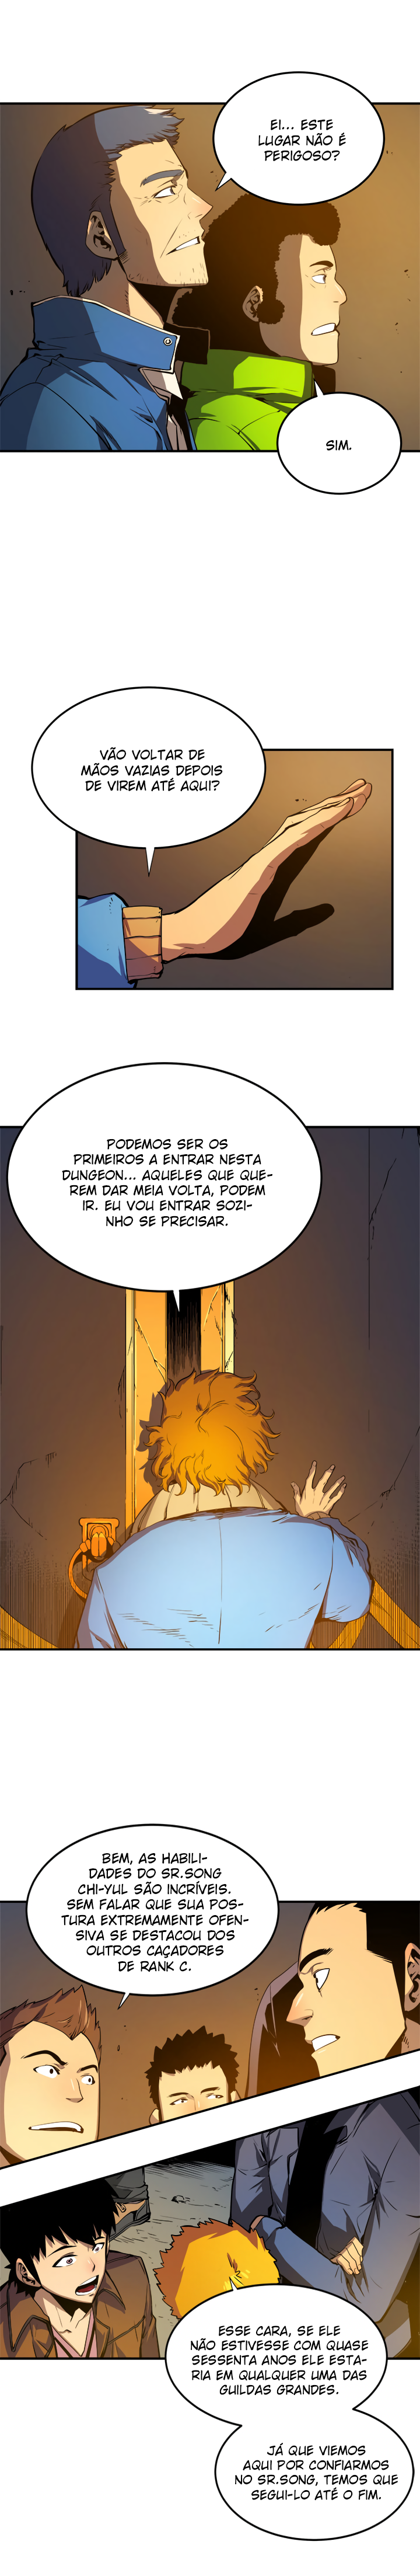 EI... ESTE
LUGAR NÃO É
PERIGOSO?
SIM.
VÃO VOLTAR DE
MÃOS VAZIAS DEPOIS
DE VIREM ATÉ AQUI?
PODEMOS SER OS
PRIMEIROS A ENTRAR NESTA
DUNGEON... AQUELES QUE QUE-
REM DAR MEIA VOLTA, PODEM
IR. EU VOU ENTRAR SOZI-
NHO SE PRECISAR.
BEM, AS HABILI-
DADES DO SR.SONG
CHI-YUL SÃO INCRÍVEIS.
SEM FALAR QUE SUA POS-
TURA EXTREMAMENTE OFEN-
SIVA SE DESTACOU DOS
OUTROS CAÇADORES
DE RANK C.
ESSE CARA, SE ELE
NÃO ESTIVESSE COM QUASE
SESSENTA ANOS ELE ESTA-
RIA EM QUALQUER UMA DAS
GUILDAS GRANDES.
JÁ QUE VIEMOS
AQUI POR CONFIARMOS
NO SR.SONG, TEMOS QUE
SEGUI-LO ATÉ O FIM.